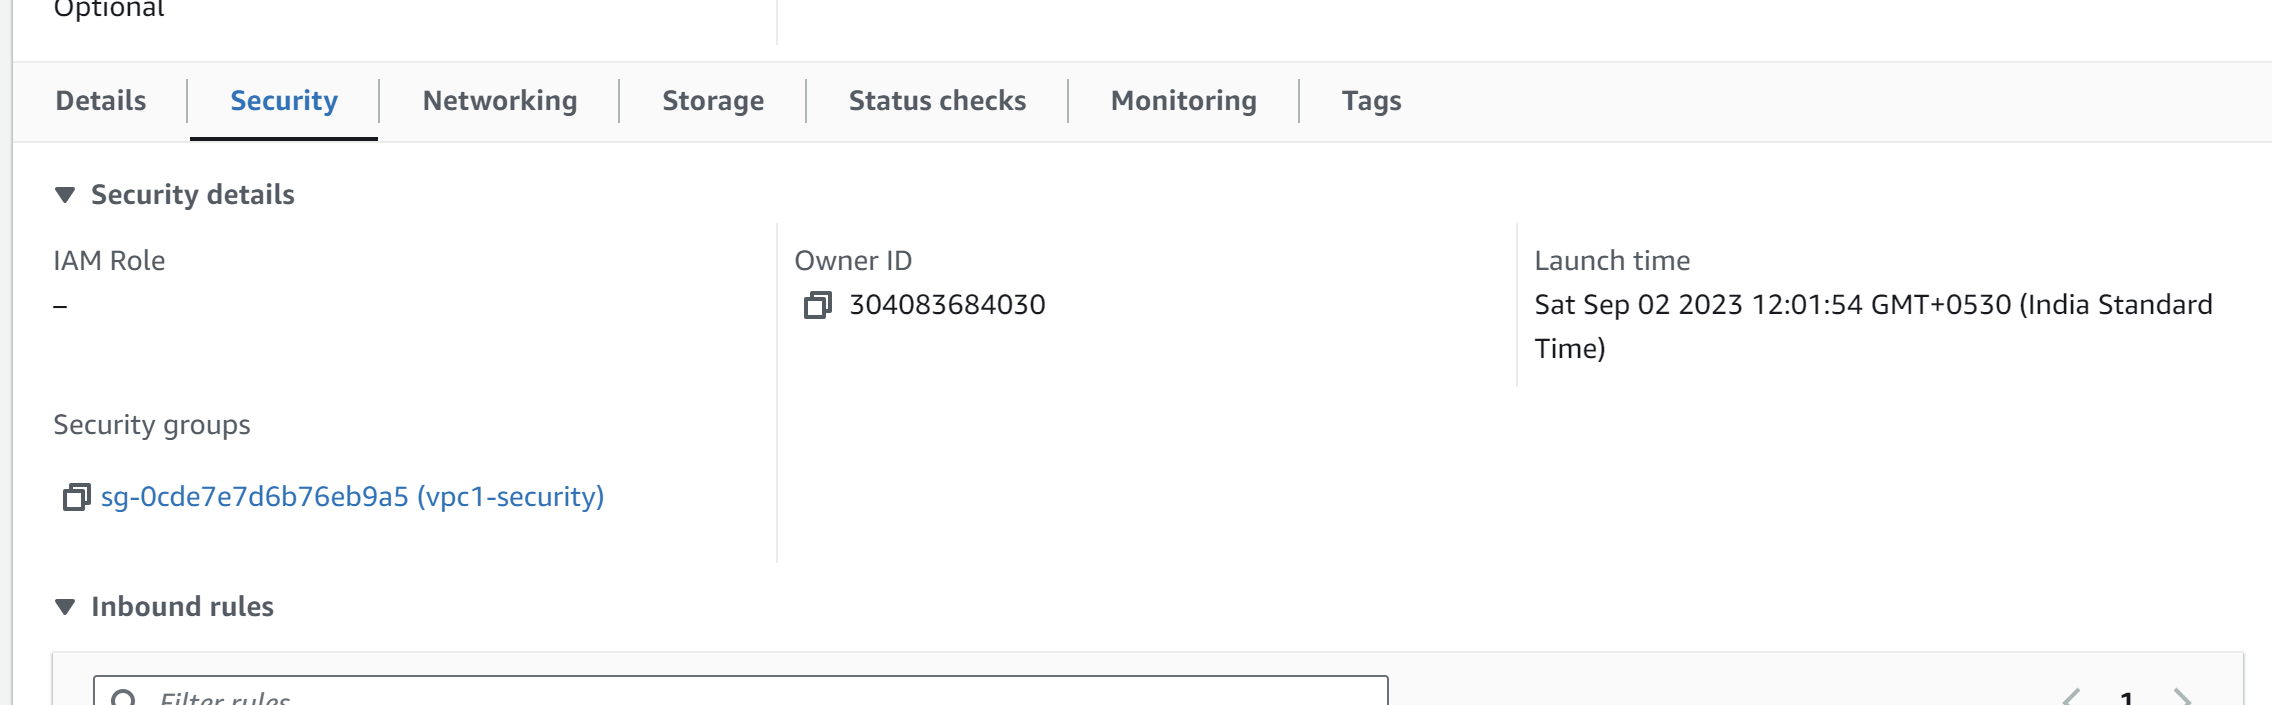 Optional
Details
Security
Networking
Storage
Status checks
Monitoring
Tags
Security details
IAM Role
–
Owner ID
304083684030
Launch time
Sat Sep 02 2023 12:01:54 GMT+0530 (India Standard
Time)
Security groups
sg-0cde7e7d6b76eb9a5 (vpc1-security)
Inbound rules
Filter rules
1